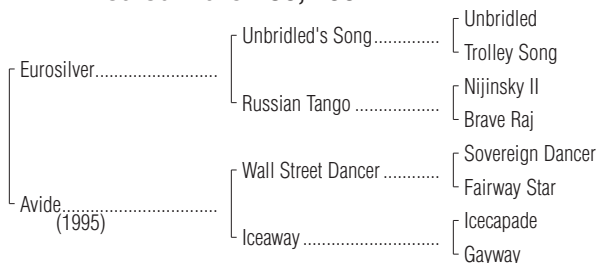 Unbridled
Unbridled's Song
Trolley Song
Eurosilver
Nijinsky II
Russian Tango
Brave Raj
Sovereign Dancer
Wall Street Dancer
Fairway Star
Avide
(1995)
Icecapade
Iceaway
Gayway